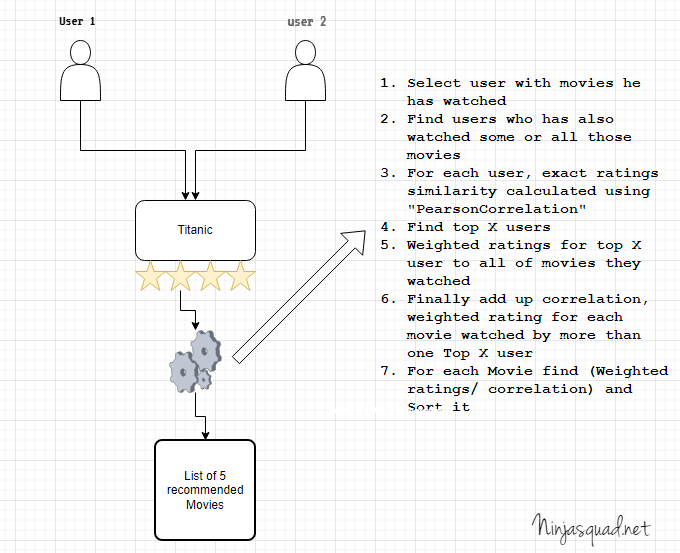 User 1
user 2
1. Select user with movies he
has watched
2. Find users who has also
watched some or all those
movies
3. For each user, exact ratings
similarity calculated using
"PearsonCorrelation"
4. Find top X users
5. Weighted ratings for top X
user to all of movies they
watched
6. Finally add up correlation,
weighted rating for each
movie watched by more than
one Top X user
7. For each Movie find (Weighted
ratings/ correlation) and
Sort it
Titanic
List of 5
recommended
Movies
Ninjasquad.net